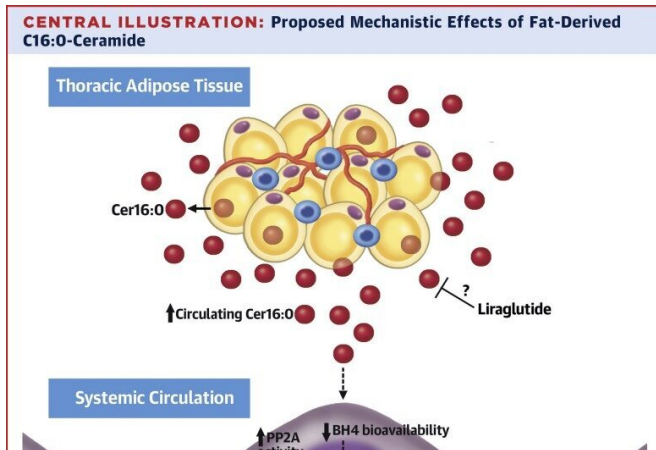 CENTRAL ILLUSTRATION: Proposed Mechanistic Effects of Fat-Derived
C16:0-Ceramide
Thoracic Adipose Tissue
Cer16:0
?
Liraglutide
Circulating Cer16:0
Systemic Circulation
PP2A
BH4 bioavailability
activity